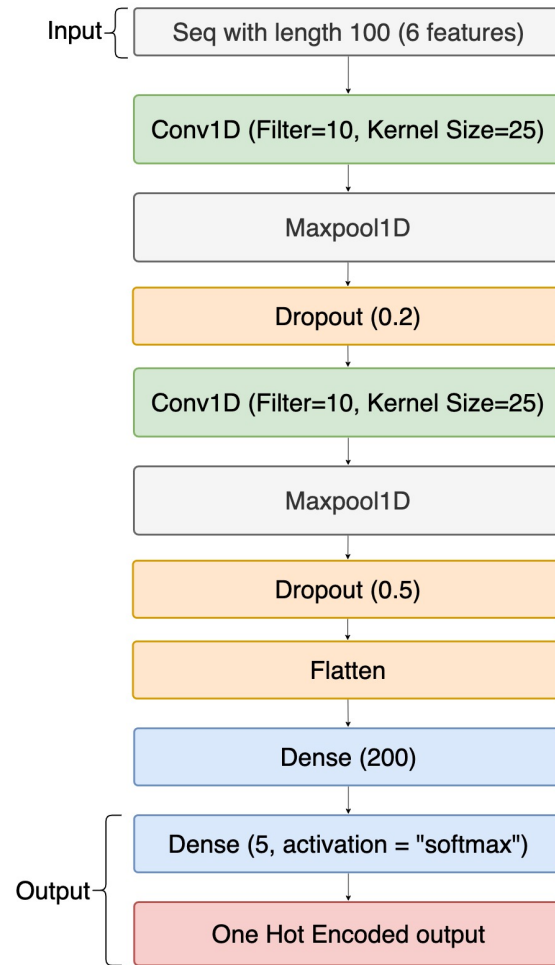 Input
Seq with length 100 (6 features)
Conv1D (Filter=10, Kernel Size=25)
Maxpool1D
Dropout (0.2)
Conv1D (Filter=10, Kernel Size=25)
Maxpool1D
Dropout (0.5)
Flatten
Dense (200)
Dense (5, activation = "softmax")
Output
One Hot Encoded output